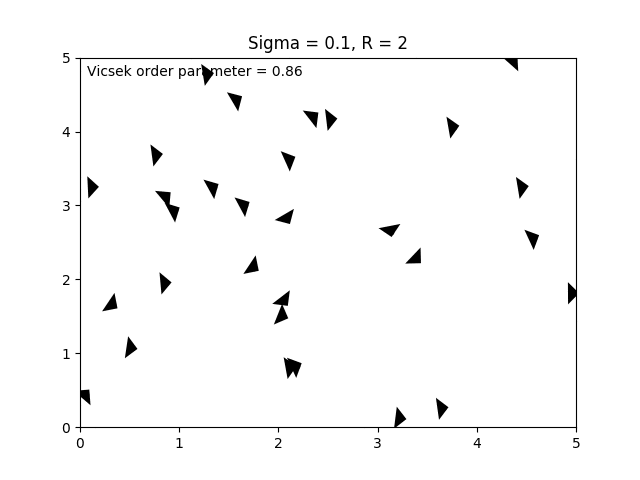 Sigma = 0.1, R = 2
Vicsek order parameter = 0.86
5
4
3
2
1
0
0 1 2 3 4 5